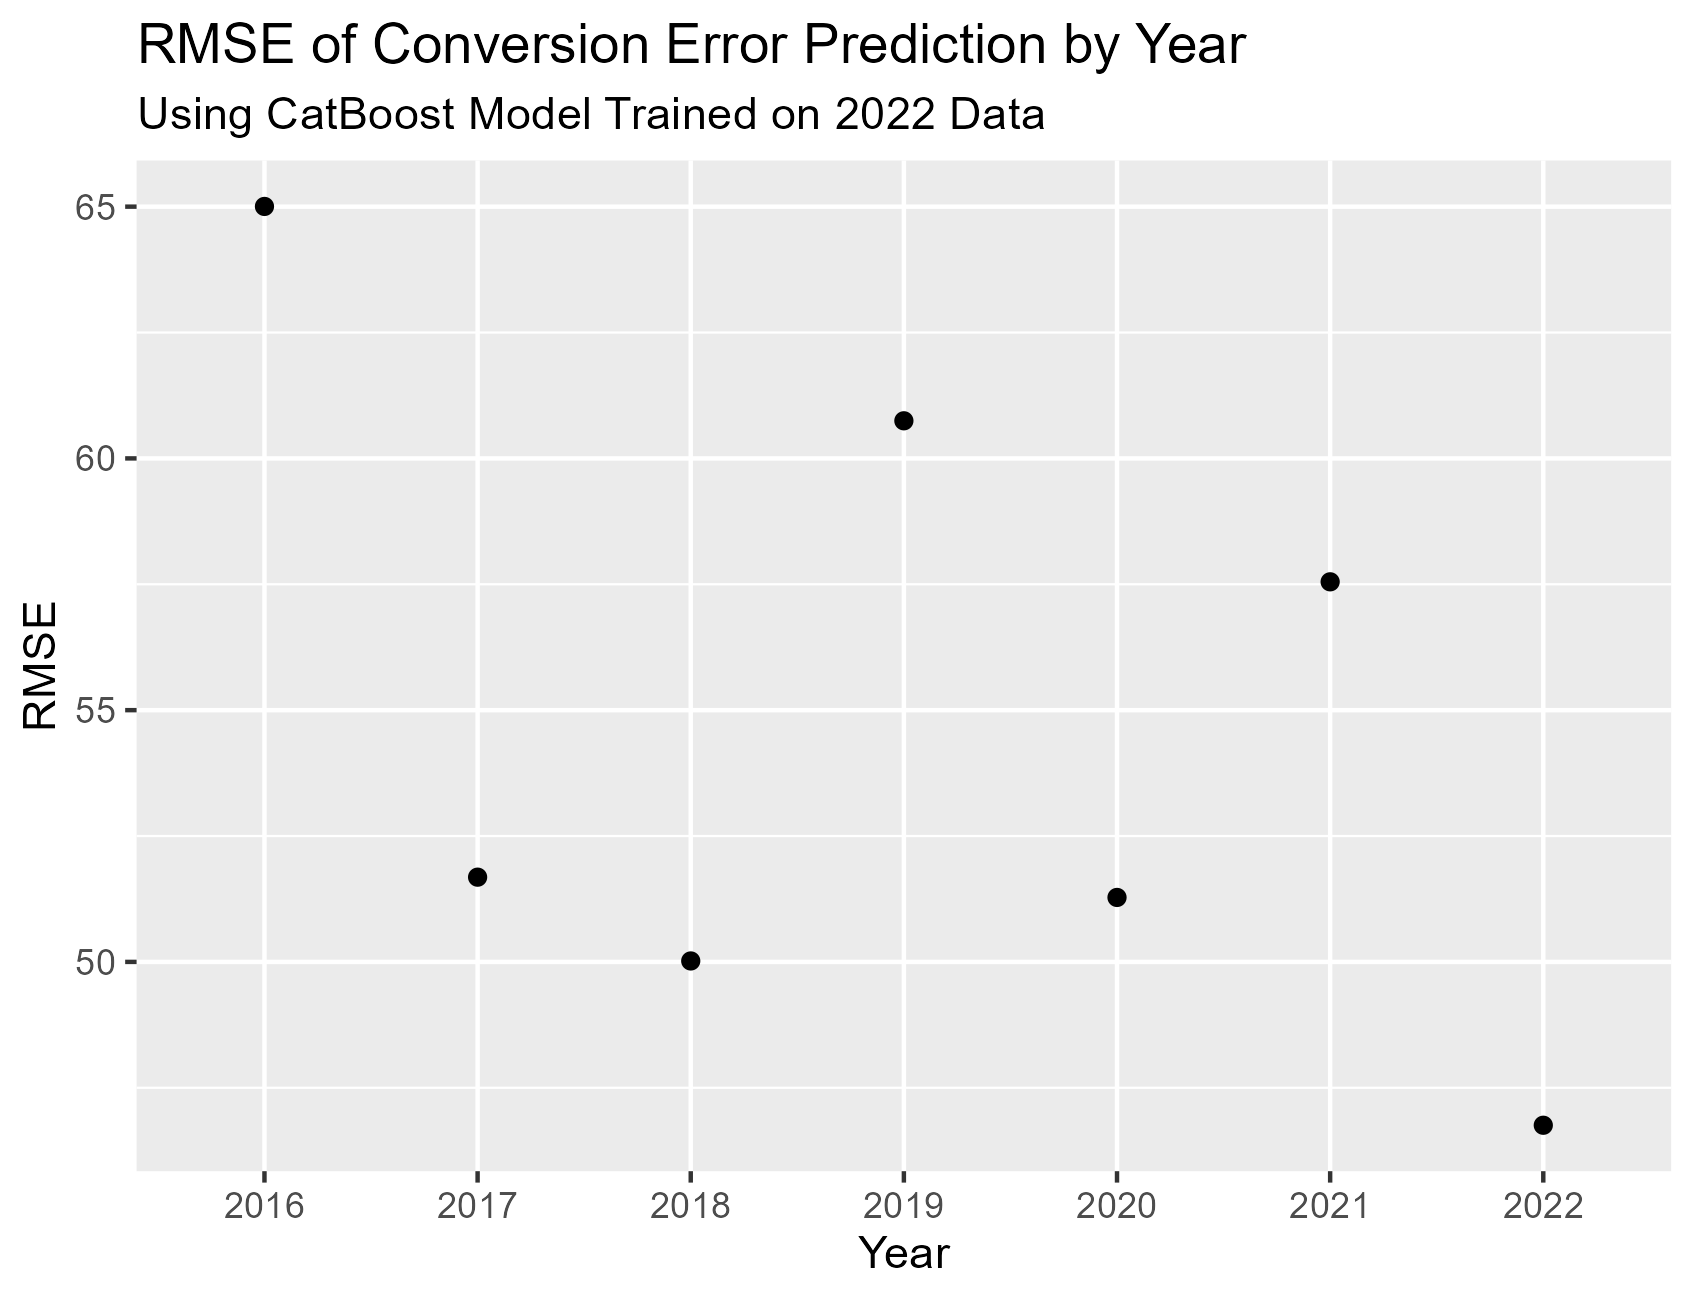 RMSE of Conversion Error Prediction by Year
Using CatBoost Model Trained on 2022 Data
RMSE
65
60
55
50
2016 2017 2018 2019 2020 2021 2022
Year